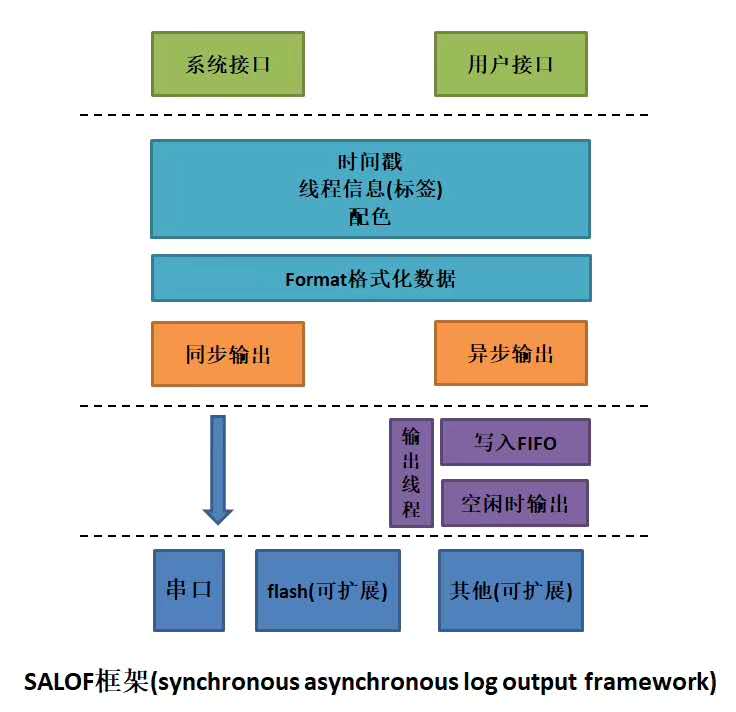 系统接口
用户接口
时间戳
线程信息(标签)
配色
Format格式化数据
同步输出
异步输出
输出线程
写入FIFO
空闲时输出
串口
flash(可扩展)
其他(可扩展)
SALOF框架(synchronous asynchronous log output framework)